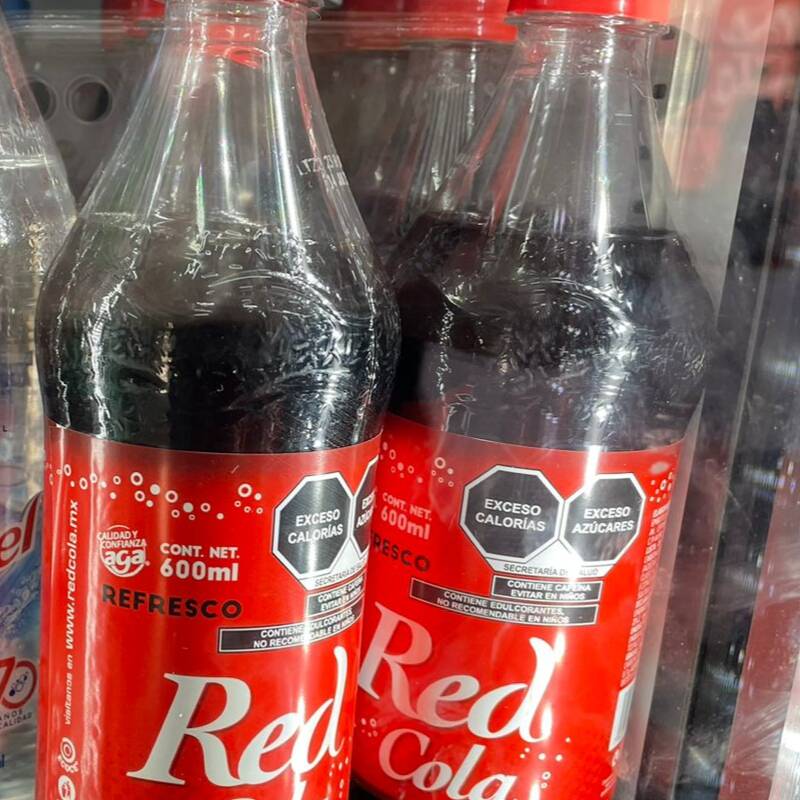 CALIDAD Y
CONFIANZA
aga
CONT. NET.
600ml
REFRESCO
visítanos en www.redcola.mx
EXCESO
CALORÍAS
CONTIENE EDULCORANTES,
NO RECOMENDABLE EN NIÑOS
Red
CONT. NET.
600ml
EXCESO
CALORÍAS
EXCESO
AZÚCARES
SECRETARÍA DE SALUD
CONTIENE CAFEÍNA
EVITAR EN NIÑOS
CONTIENE EDULCORANTES,
NO RECOMENDABLE EN NIÑOS
Red
Cola